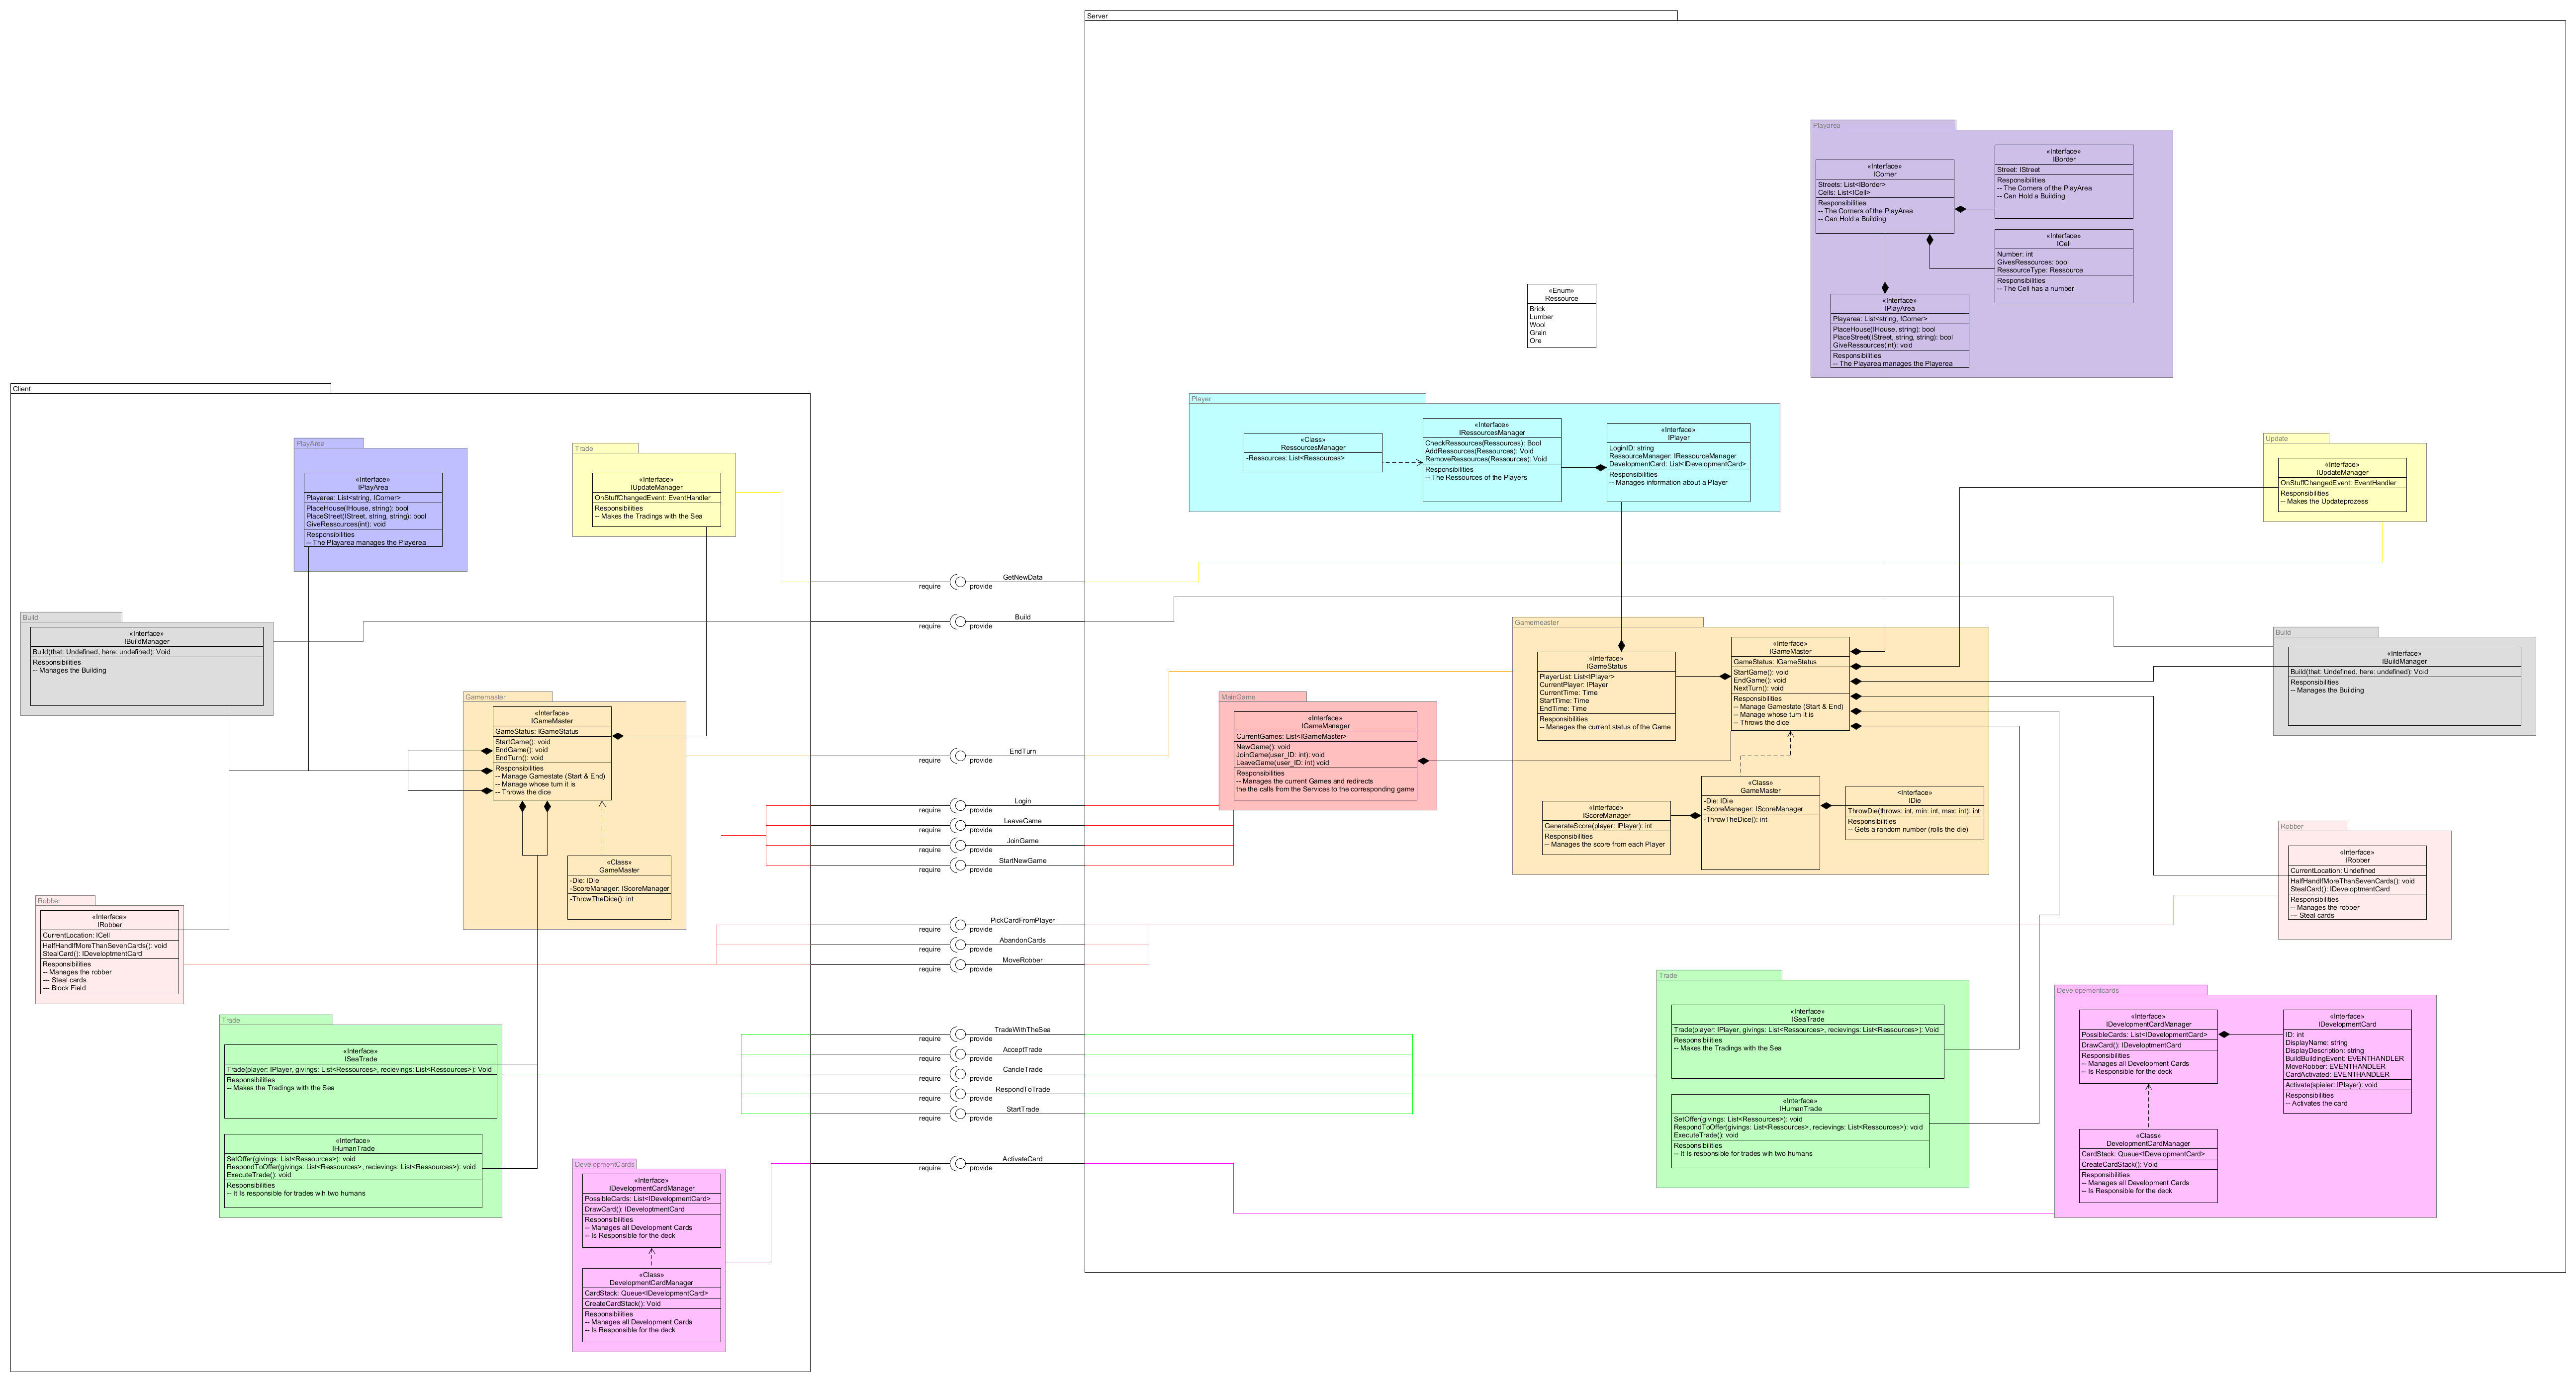 Server
Playarea
«Interface»
ICorner
Streets: List<IBorder>
Cells: List<ICell>
Responsibilities
-- The Corners of the PlayArea
-- Can Hold a Building
«Interface»
IBorder
Street: IStreet
Responsibilities
-- The Corners of the PlayArea
-- Can Hold a Building
«Interface»
ICell
Number: int
GivesRessources: bool
RessourceType: Ressource
Responsibilities
-- The Cell has a number
«Interface»
IPlayArea
Playarea: List<string, ICorner>
PlaceHouse(IHouse, string): bool
PlaceStreet(IStreet, string, string): bool
GiveRessources(int): void
Responsibilities
-- The Playarea manages the Playerea
«Enum»
Ressource
Brick
Lumber
Wool
Grain
Ore
Player
«Class»
RessourcesManager
-Ressources: List<Ressources>
«Interface»
IRessourcesManager
CheckRessources(Ressources): Bool
AddRessources(Ressources): Void
RemoveRessources(Ressources): Void
Responsibilities
-- The Ressources of the Players
«Interface»
IPlayer
LoginID: string
RessourceManager: IRessourceManager
DevelopmentCard: List<IDevelopmentCard>
Responsibilities
-- Manages information about a Player
Update
«Interface»
IUpdateManager
OnStuffChangedEvent: EventHandler
Responsibilities
-- Makes the Updateprozess
Client
PlayArea
«Interface»
IPlayArea
Playarea: List<string, ICorner>
PlaceHouse(IHouse, string): bool
PlaceStreet(IStreet, string, string): bool
GiveRessources(int): void
Responsibilities
-- The Playarea manages the Playerea
Trade
«Interface»
IUpdateManager
OnStuffChangedEvent: EventHandler
Responsibilities
-- Makes the Tradings with the Sea
Build
«Interface»
IBuildManager
Build(that: Undefined, here: undefined): Void
Responsibilities
-- Manages the Building
Gamemaster
«Interface»
IGameMaster
GameStatus: IGameStatus
StartGame(): void
EndGame(): void
EndTurn(): void
Responsibilities
-- Manage Gamestate (Start & End)
-- Manage whose turn it is
-- Throws the dice
«Class»
GameMaster
-Die: IDie
-ScoreManager: IScoreManager
-ThrowTheDice(): int
Robber
«Interface»
IRobber
CurrentLocation: ICell
HalfHandIfMoreThanSevenCards(): void
StealCard(): IDeveloptmentCard
Responsibilities
-- Manages the robber
--- Steal cards
--- Block Field
Trade
«Interface»
ISeaTrade
Trade(player: IPlayer, givings: List<Ressources>, recievings: List<Ressources>): Void
Responsibilities
-- Makes the Tradings with the Sea
«Interface»
IHumanTrade
SetOffer(givings: List<Ressources>): void
RespondToOffer(givings: List<Ressources>, recievings: List<Ressources>): void
ExecuteTrade(): void
Responsibilities
-- It Is responsible for trades wih two humans
DevelopmentCards
«Interface»
IDevelopmentCardManager
PossibleCards: List<IDevelopmentCard>
DrawCard(): IDeveloptmentCard
Responsibilities
-- Manages all Development Cards
-- Is Responsible for the deck
«Class»
DevelopmentCardManager
CardStack: Queue<IDevelopmentCard>
CreateCardStack(): Void
Responsibilities
-- Manages all Development Cards
-- Is Responsible for the deck
GetNewData
require provide
Build
require provide
EndTurn
require provide
Login
require provide
LeaveGame
require provide
JoinGame
require provide
StartNewGame
require provide
PickCardFromPlayer
require provide
AbandonCards
require provide
MoveRobber
require provide
TradeWithTheSea
require provide
AcceptTrade
require provide
CancleTrade
require provide
RespondToTrade
require provide
StartTrade
require provide
ActivateCard
require provide
MainGame
«Interface»
IGameManager
CurrentGames: List<IGameMaster>
NewGame(): void
JoinGame(user_ID: int): void
LeaveGame(user_ID: int) void
Responsibilities
-- Manages the current Games and redirects
the the calls from the Services to the corresponding game
Gamemeaster
«Interface»
IGameStatus
PlayerList: List<IPlayer>
CurrentPlayer: IPlayer
CurrentTime: Time
StartTime: Time
EndTime: Time
Responsibilities
-- Manages the current status of the Game
«Interface»
IGameMaster
GameStatus: IGameStatus
StartGame(): void
EndGame(): void
NextTurn(): void
Responsibilities
-- Manage Gamestate (Start & End)
-- Manage whose turn it is
-- Throws the dice
«Interface»
IScoreManager
GenerateScore(player: IPlayer): int
Responsibilities
-- Manages the score from each Player
«Class»
GameMaster
-Die: IDie
-ScoreManager: IScoreManager
-ThrowTheDice(): int
<Interface»
IDie
ThrowDie(throws: int, min: int, max: int): int
Responsibilities
-- Gets a random number (rolls the die)
Build
«Interface»
IBuildManager
Build(that: Undefined, here: undefined): Void
Responsibilities
-- Manages the Building
Robber
«Interface»
IRobber
CurrentLocation: Undefined
HalfHandIfMoreThanSevenCards(): void
StealCard(): IDeveloptmentCard
Responsibilities
-- Manages the robber
--- Steal cards
Trade
«Interface»
ISeaTrade
Trade(player: IPlayer, givings: List<Ressources>, recievings: List<Ressources>): Void
Responsibilities
-- Makes the Tradings with the Sea
«Interface»
IHumanTrade
SetOffer(givings: List<Ressources>): void
RespondToOffer(givings: List<Ressources>, recievings: List<Ressources>): void
ExecuteTrade(): void
Responsibilities
-- It Is responsible for trades wih two humans
Developementcards
«Interface»
IDevelopmentCardManager
PossibleCards: List<IDevelopmentCard>
DrawCard(): IDeveloptmentCard
Responsibilities
-- Manages all Development Cards
-- Is Responsible for the deck
«Interface»
IDevelopmentCard
ID: int
DisplayName: string
DisplayDescription: string
BuildBuildingEvent: EVENTHANDLER
MoveRobber: EVENTHANDLER
CardActivated: EVENTHANDLER
Activate(spieler: IPlayer): void
Responsibilities
-- Activates the card
«Class»
DevelopmentCardManager
CardStack: Queue<IDevelopmentCard>
CreateCardStack(): Void
Responsibilities
-- Manages all Development Cards
-- Is Responsible for the deck